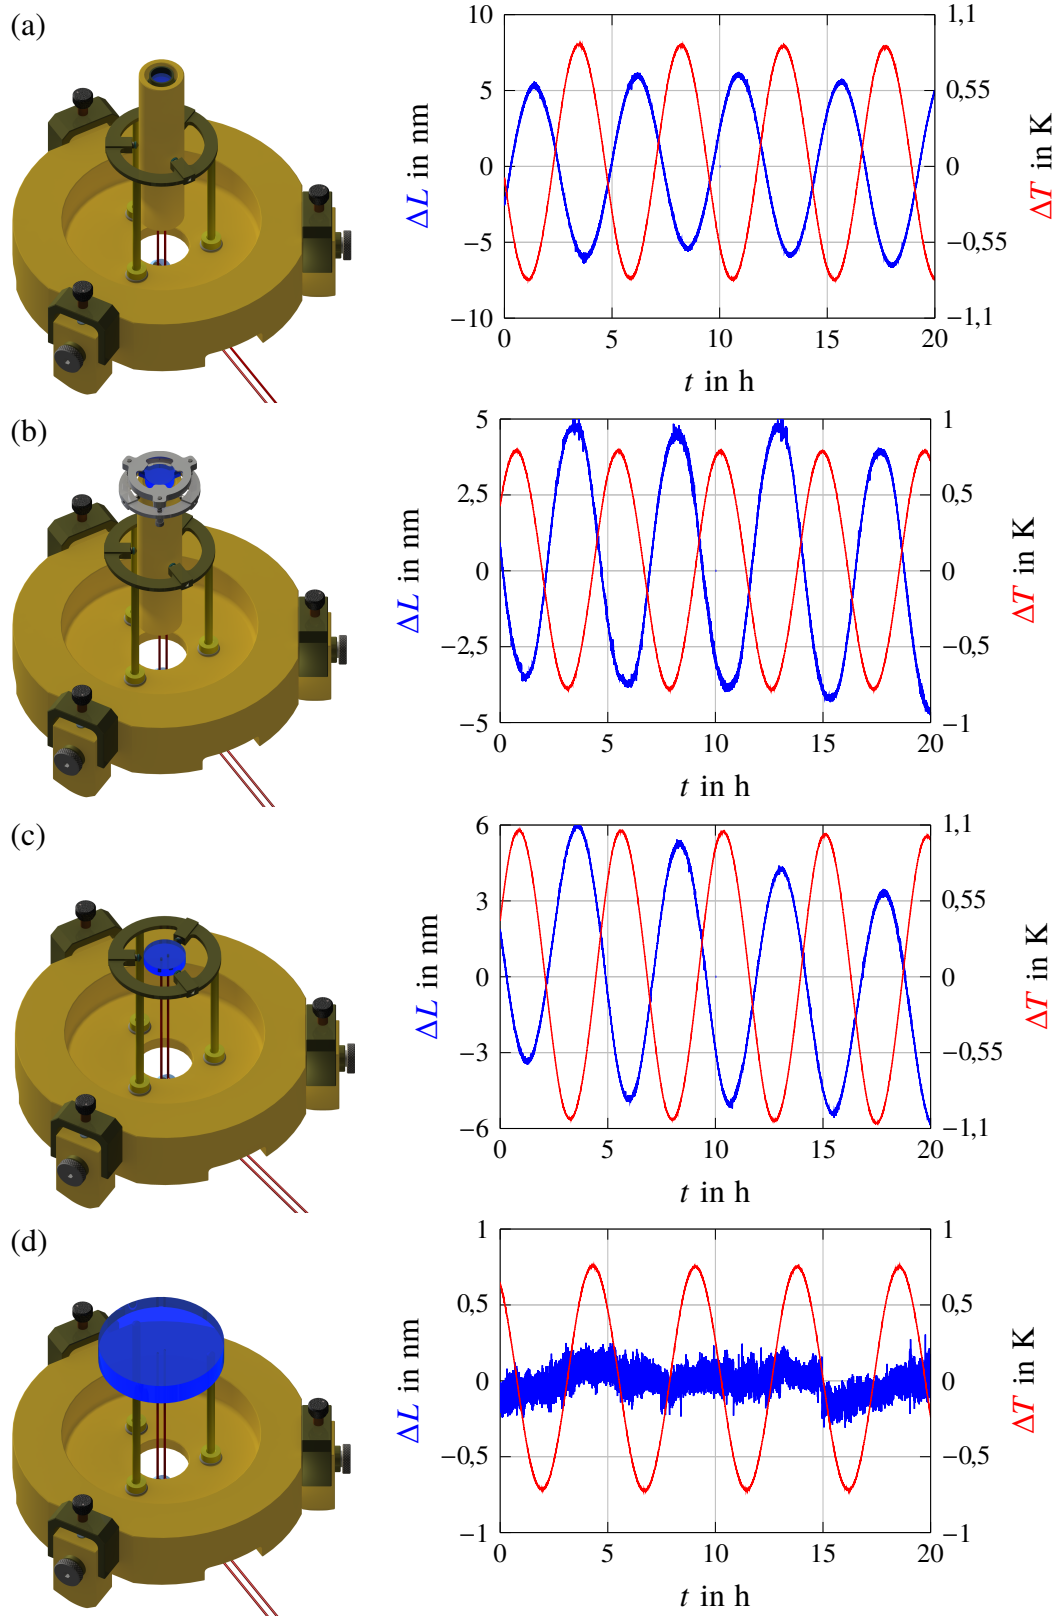 (a)
10
5
0
−5
−10
1,1
0,55
0
−0,55
−1,1
ΔL in nm
ΔT in K
0 5 10 15 20
t in h
(b)
5
2,5
0
−2,5
−5
1
0,5
0
−0,5
−1
ΔL in nm
ΔT in K
0 5 10 15 20
t in h
(c)
6
3
0
−3
−6
1,1
0,55
0
−0,55
−1,1
ΔL in nm
ΔT in K
0 5 10 15 20
t in h
(d)
1
0,5
0
−0,5
−1
1
0,5
0
−0,5
−1
ΔL in nm
ΔT in K
0 5 10 15 20
t in h